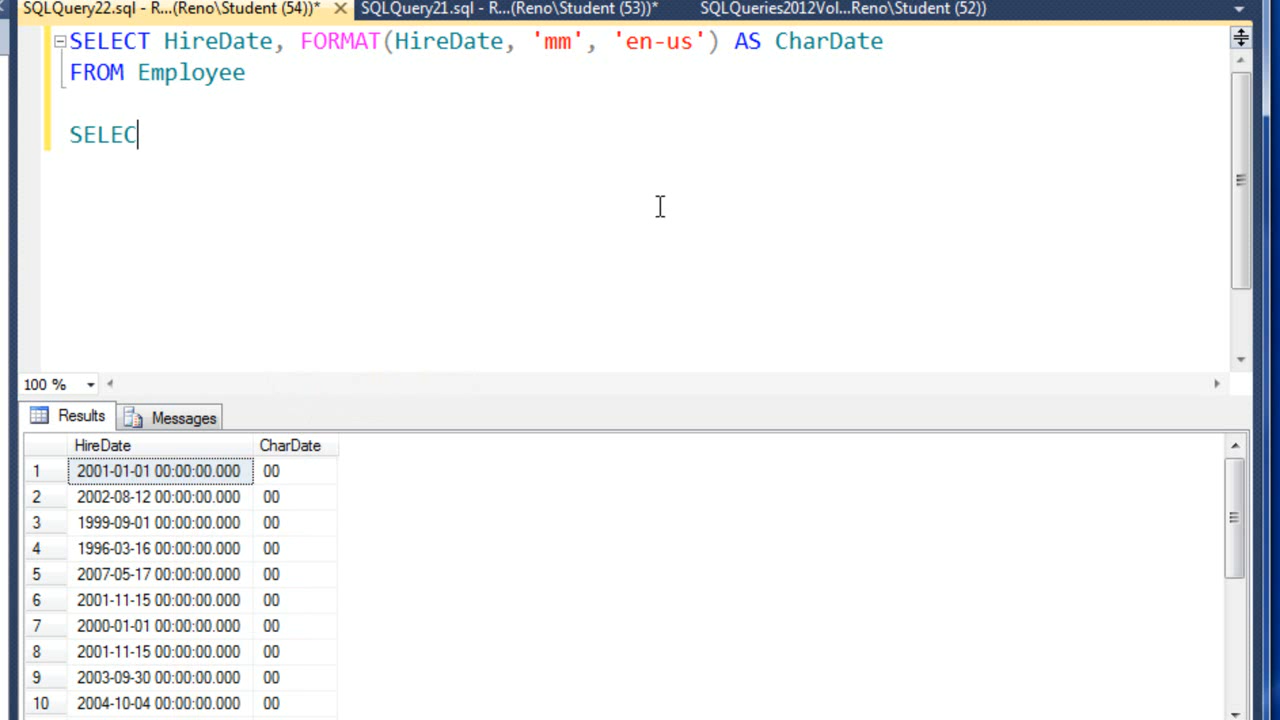 SQLQuery22.sql - R...(Reno\Student (54))* SQLQuery21.sql - R...(Reno\Student (53))* SQLQueries2012Vol...Reno\Student (52))
SELECT HireDate, FORMAT(HireDate, 'mm', 'en-us') AS CharDate
FROM Employee
SELEC
100 %
Results Messages
HireDate CharDate
1 2001-01-01 00:00:00.000 00
2 2002-08-12 00:00:00.000 00
3 1999-09-01 00:00:00.000 00
4 1996-03-16 00:00:00.000 00
5 2007-05-17 00:00:00.000 00
6 2001-11-15 00:00:00.000 00
7 2000-01-01 00:00:00.000 00
8 2001-11-15 00:00:00.000 00
9 2003-09-30 00:00:00.000 00
10 2004-10-04 00:00:00.000 00